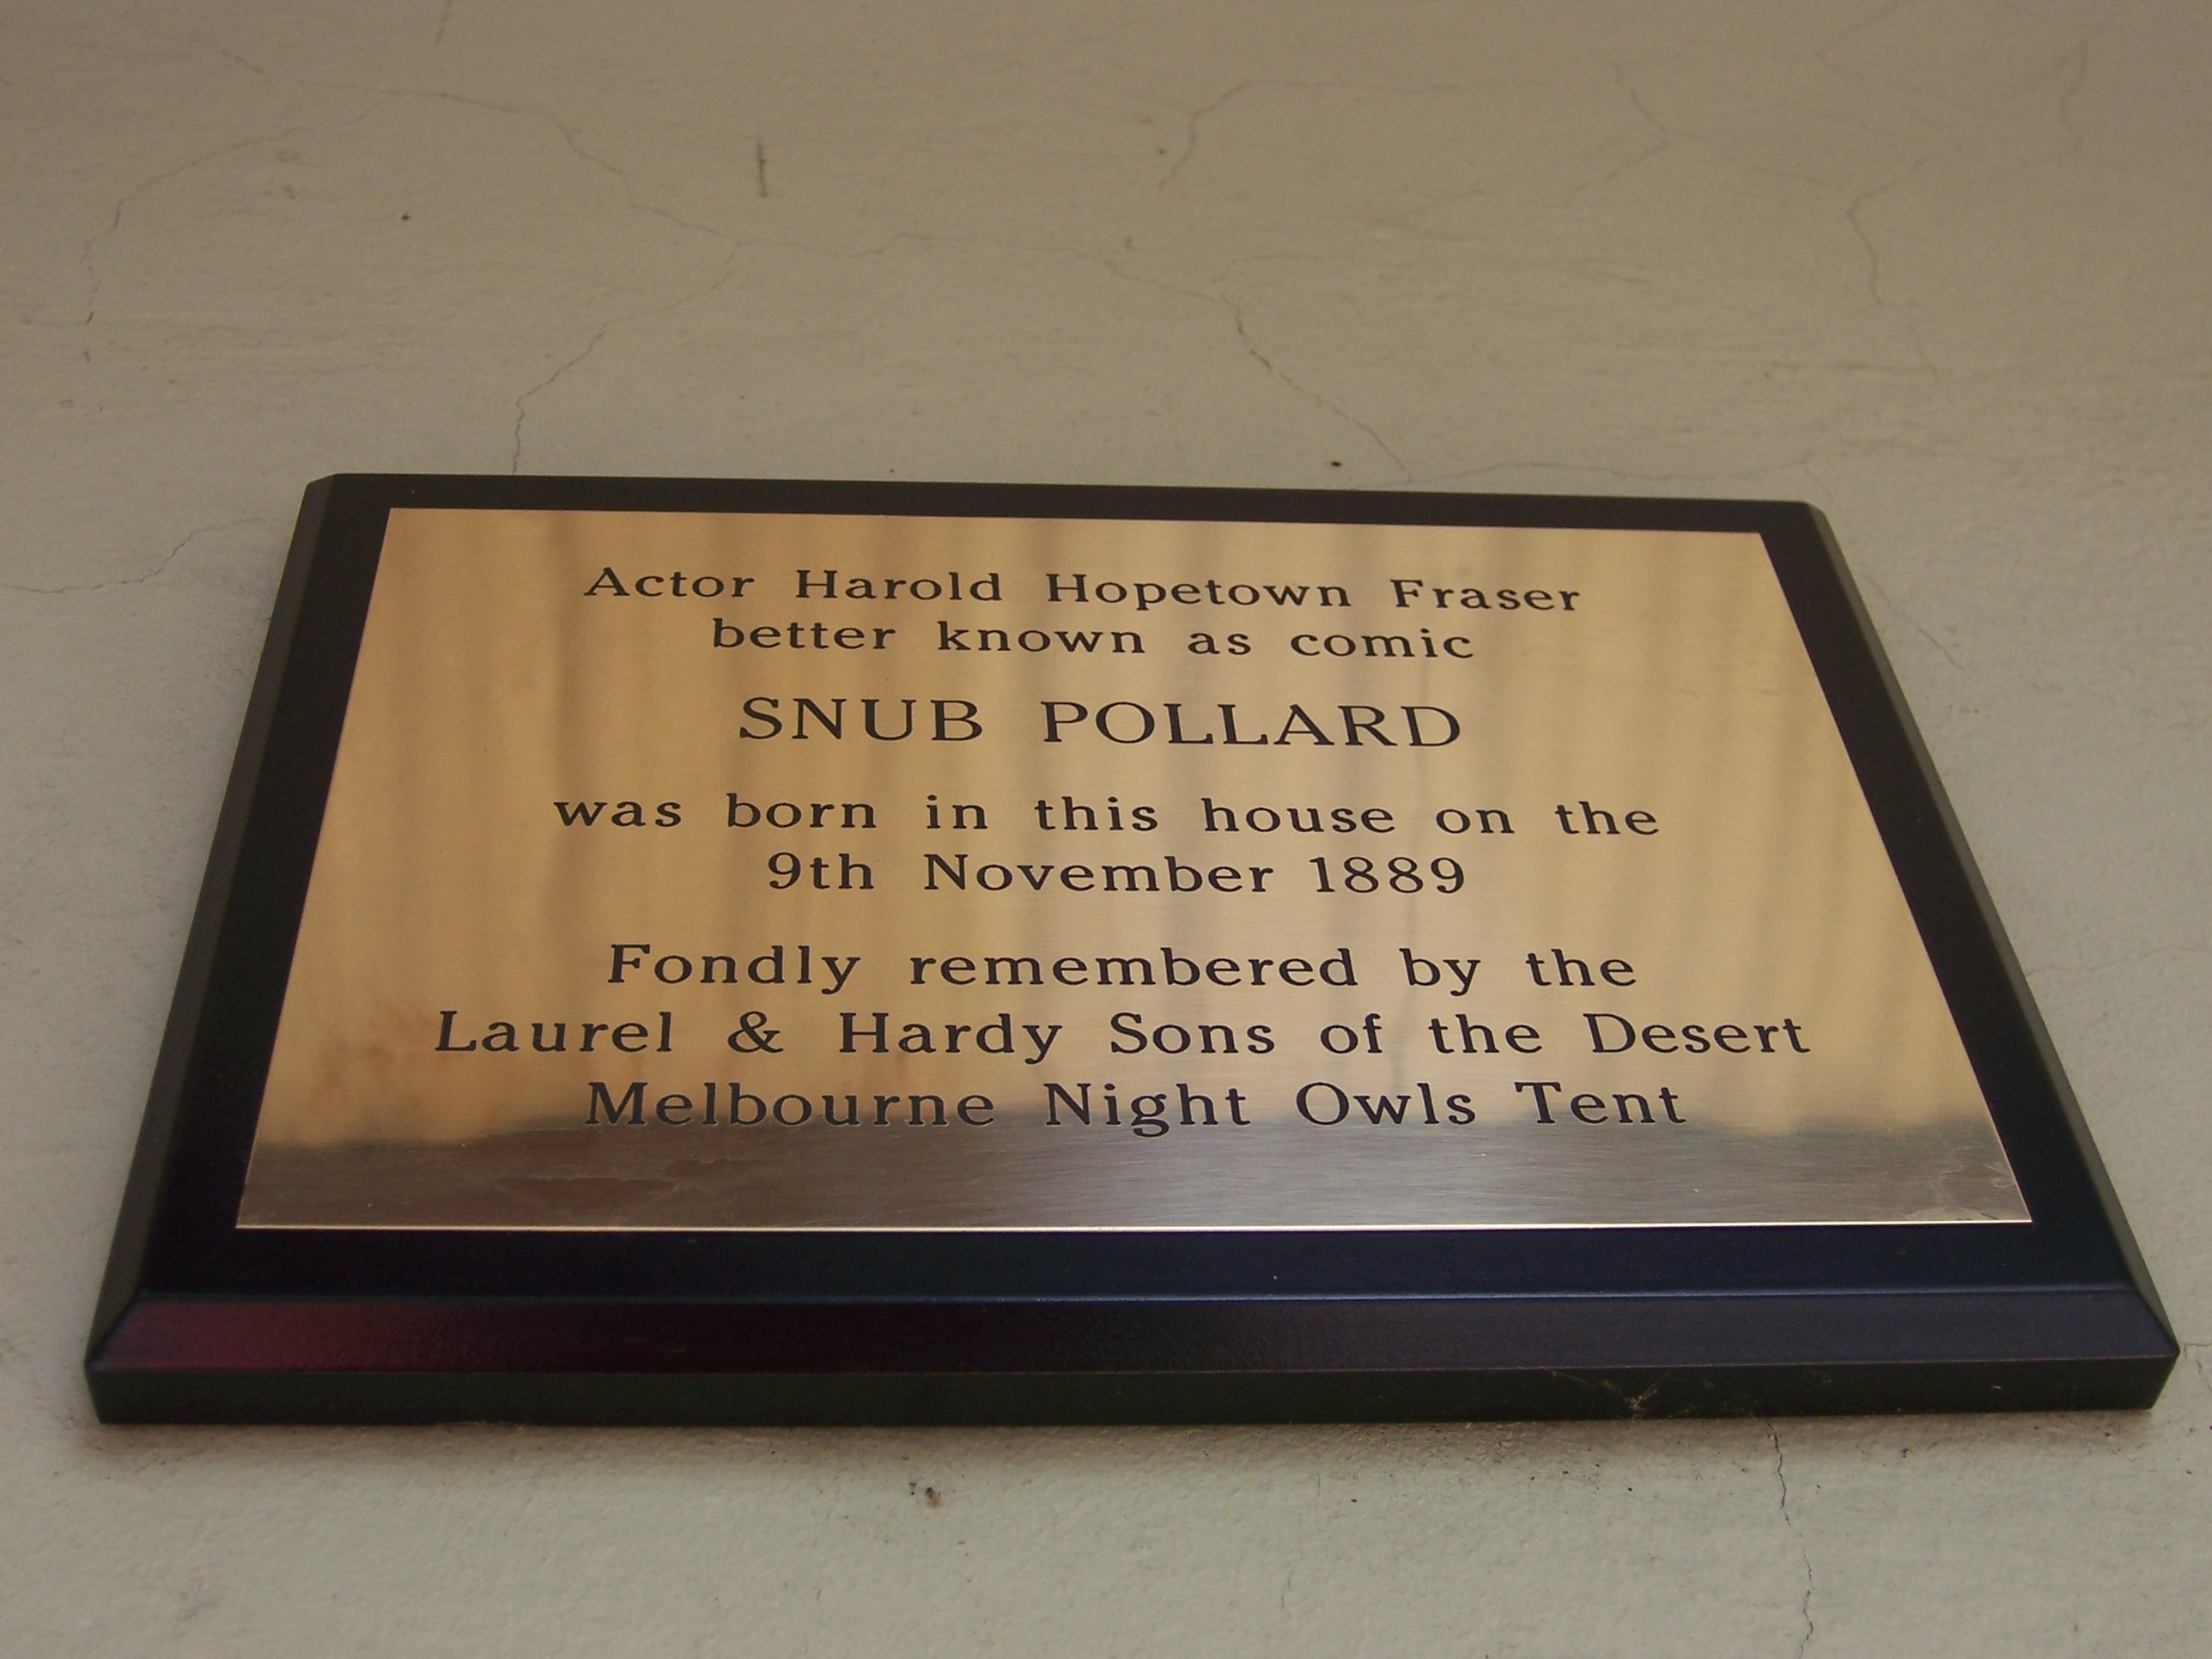 Actor Harold Hopetown Fraser
better known as comic
SNUB POLLARD
was born in this house on the
9th November 1889
Fondly remembered by the
Laurel & Hardy Sons of the Desert
Melbourne Night Owls Tent